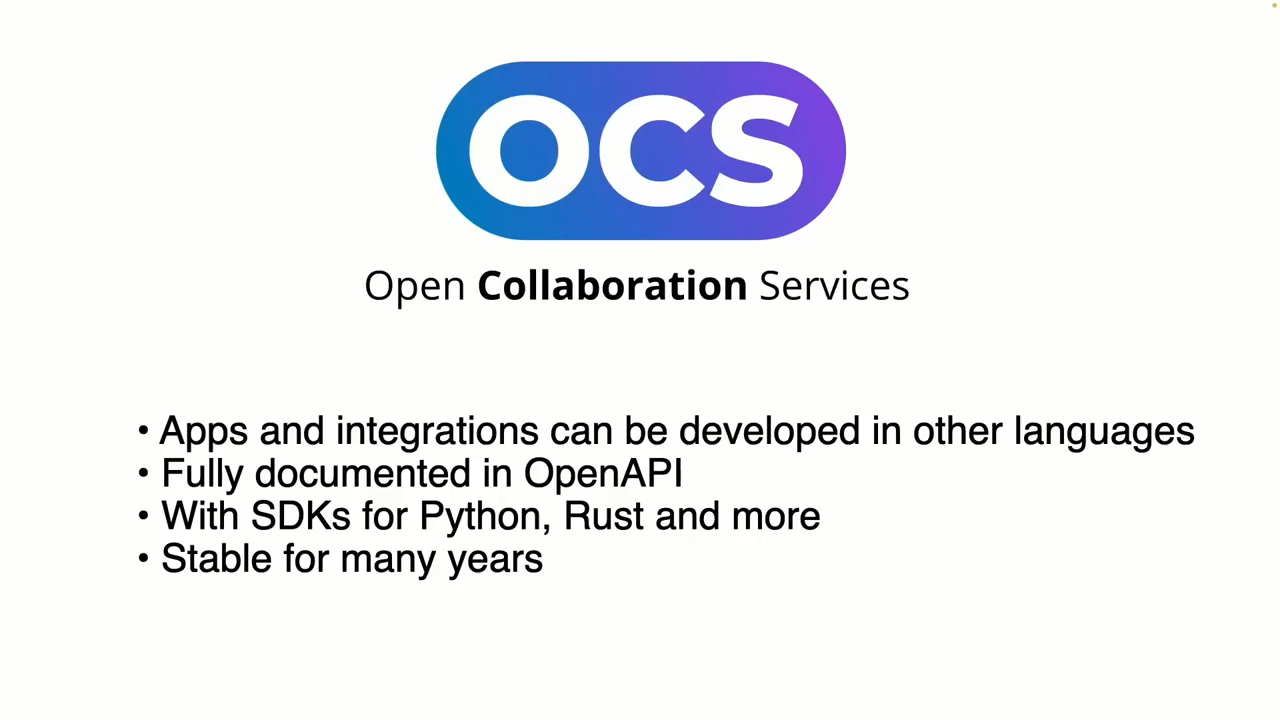 OCS
Open Collaboration Services
• Apps and integrations can be developed in other languages
• Fully documented in OpenAPI
• With SDKs for Python, Rust and more
• Stable for many years